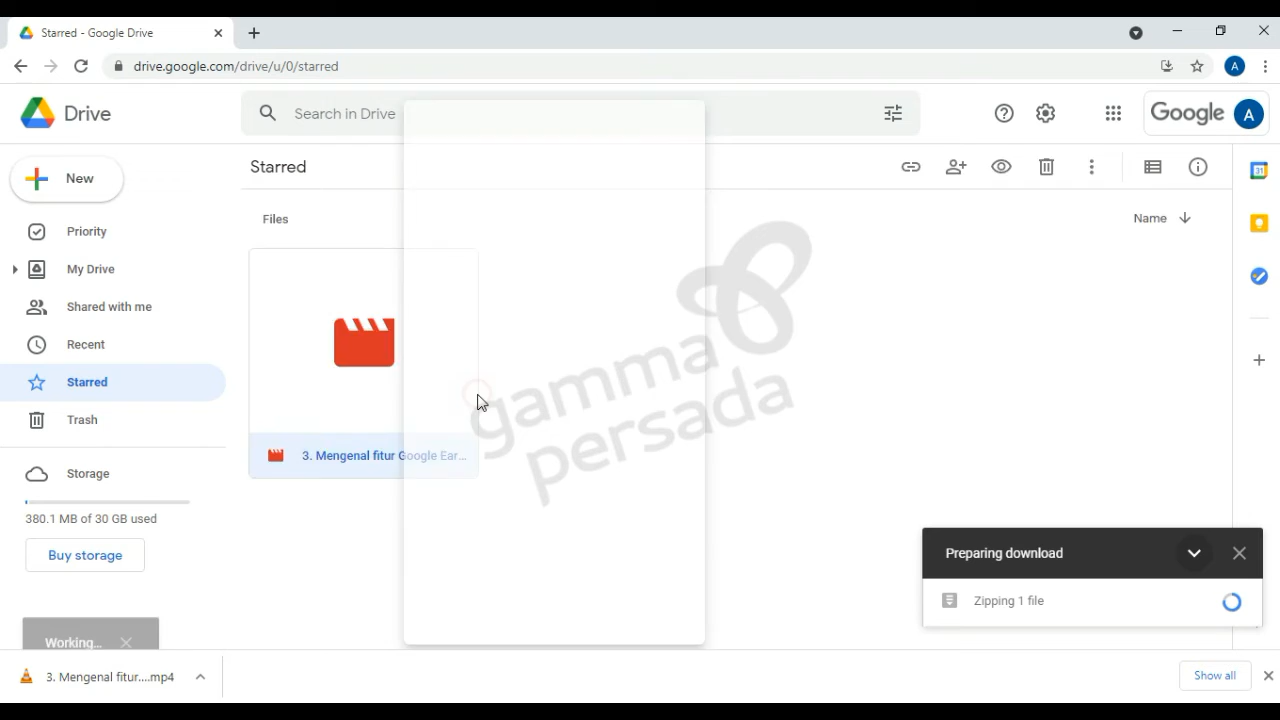 Starred - Google Drive
drive.google.com/drive/u/0/starred
A
Drive
Search in Drive
Google
A
New
Starred
31
Priority
Files
Name
My Drive
Shared with me
Recent
Starred
Trash
gamma
persada
3. Mengenal fitur Google Ear...
Storage
380.1 MB of 30 GB used
Buy storage
Preparing download
Zipping 1 file
Working...
3. Mengenal fitur....mp4
Show all